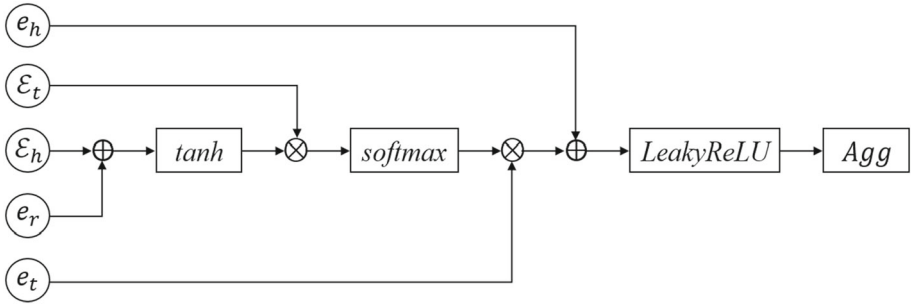 e_h
ℰ_t
ℰ_h
tanh
softmax
LeakyReLU
Agg
e_r
e_t